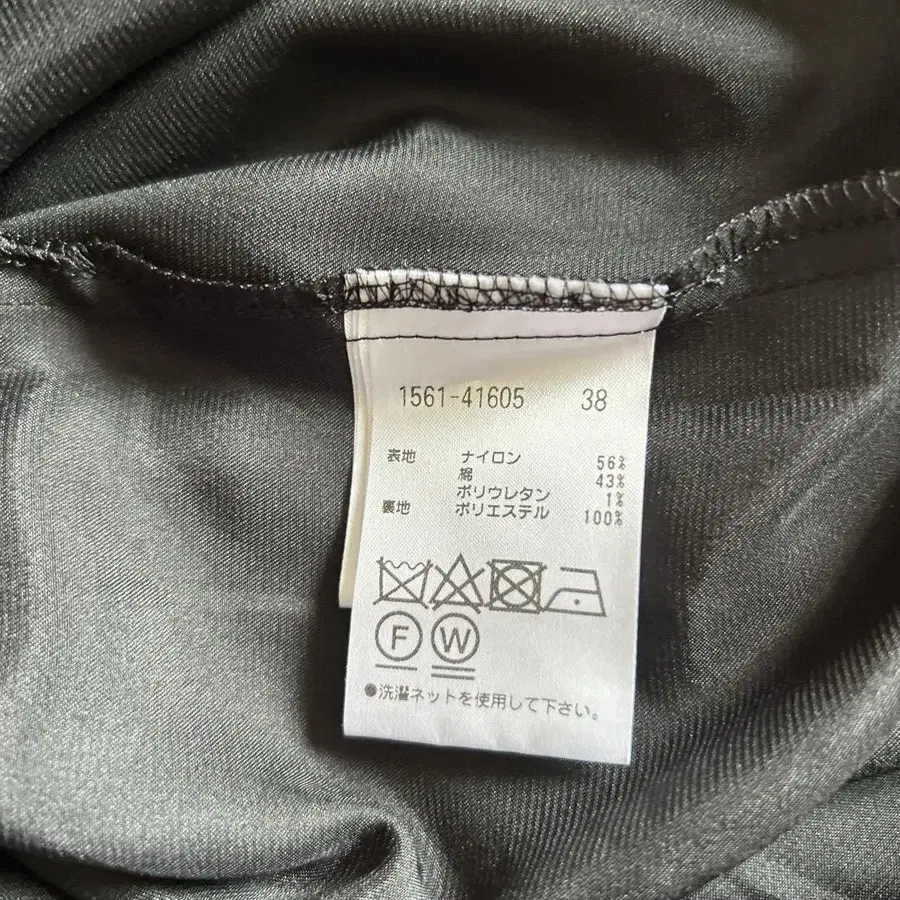 1561-41605 38
表地 ナイロン 56%
綿 43%
ポリウレタン 1%
裏地 ポリエステル 100%
F W
●洗濯ネットを使用して下さい。